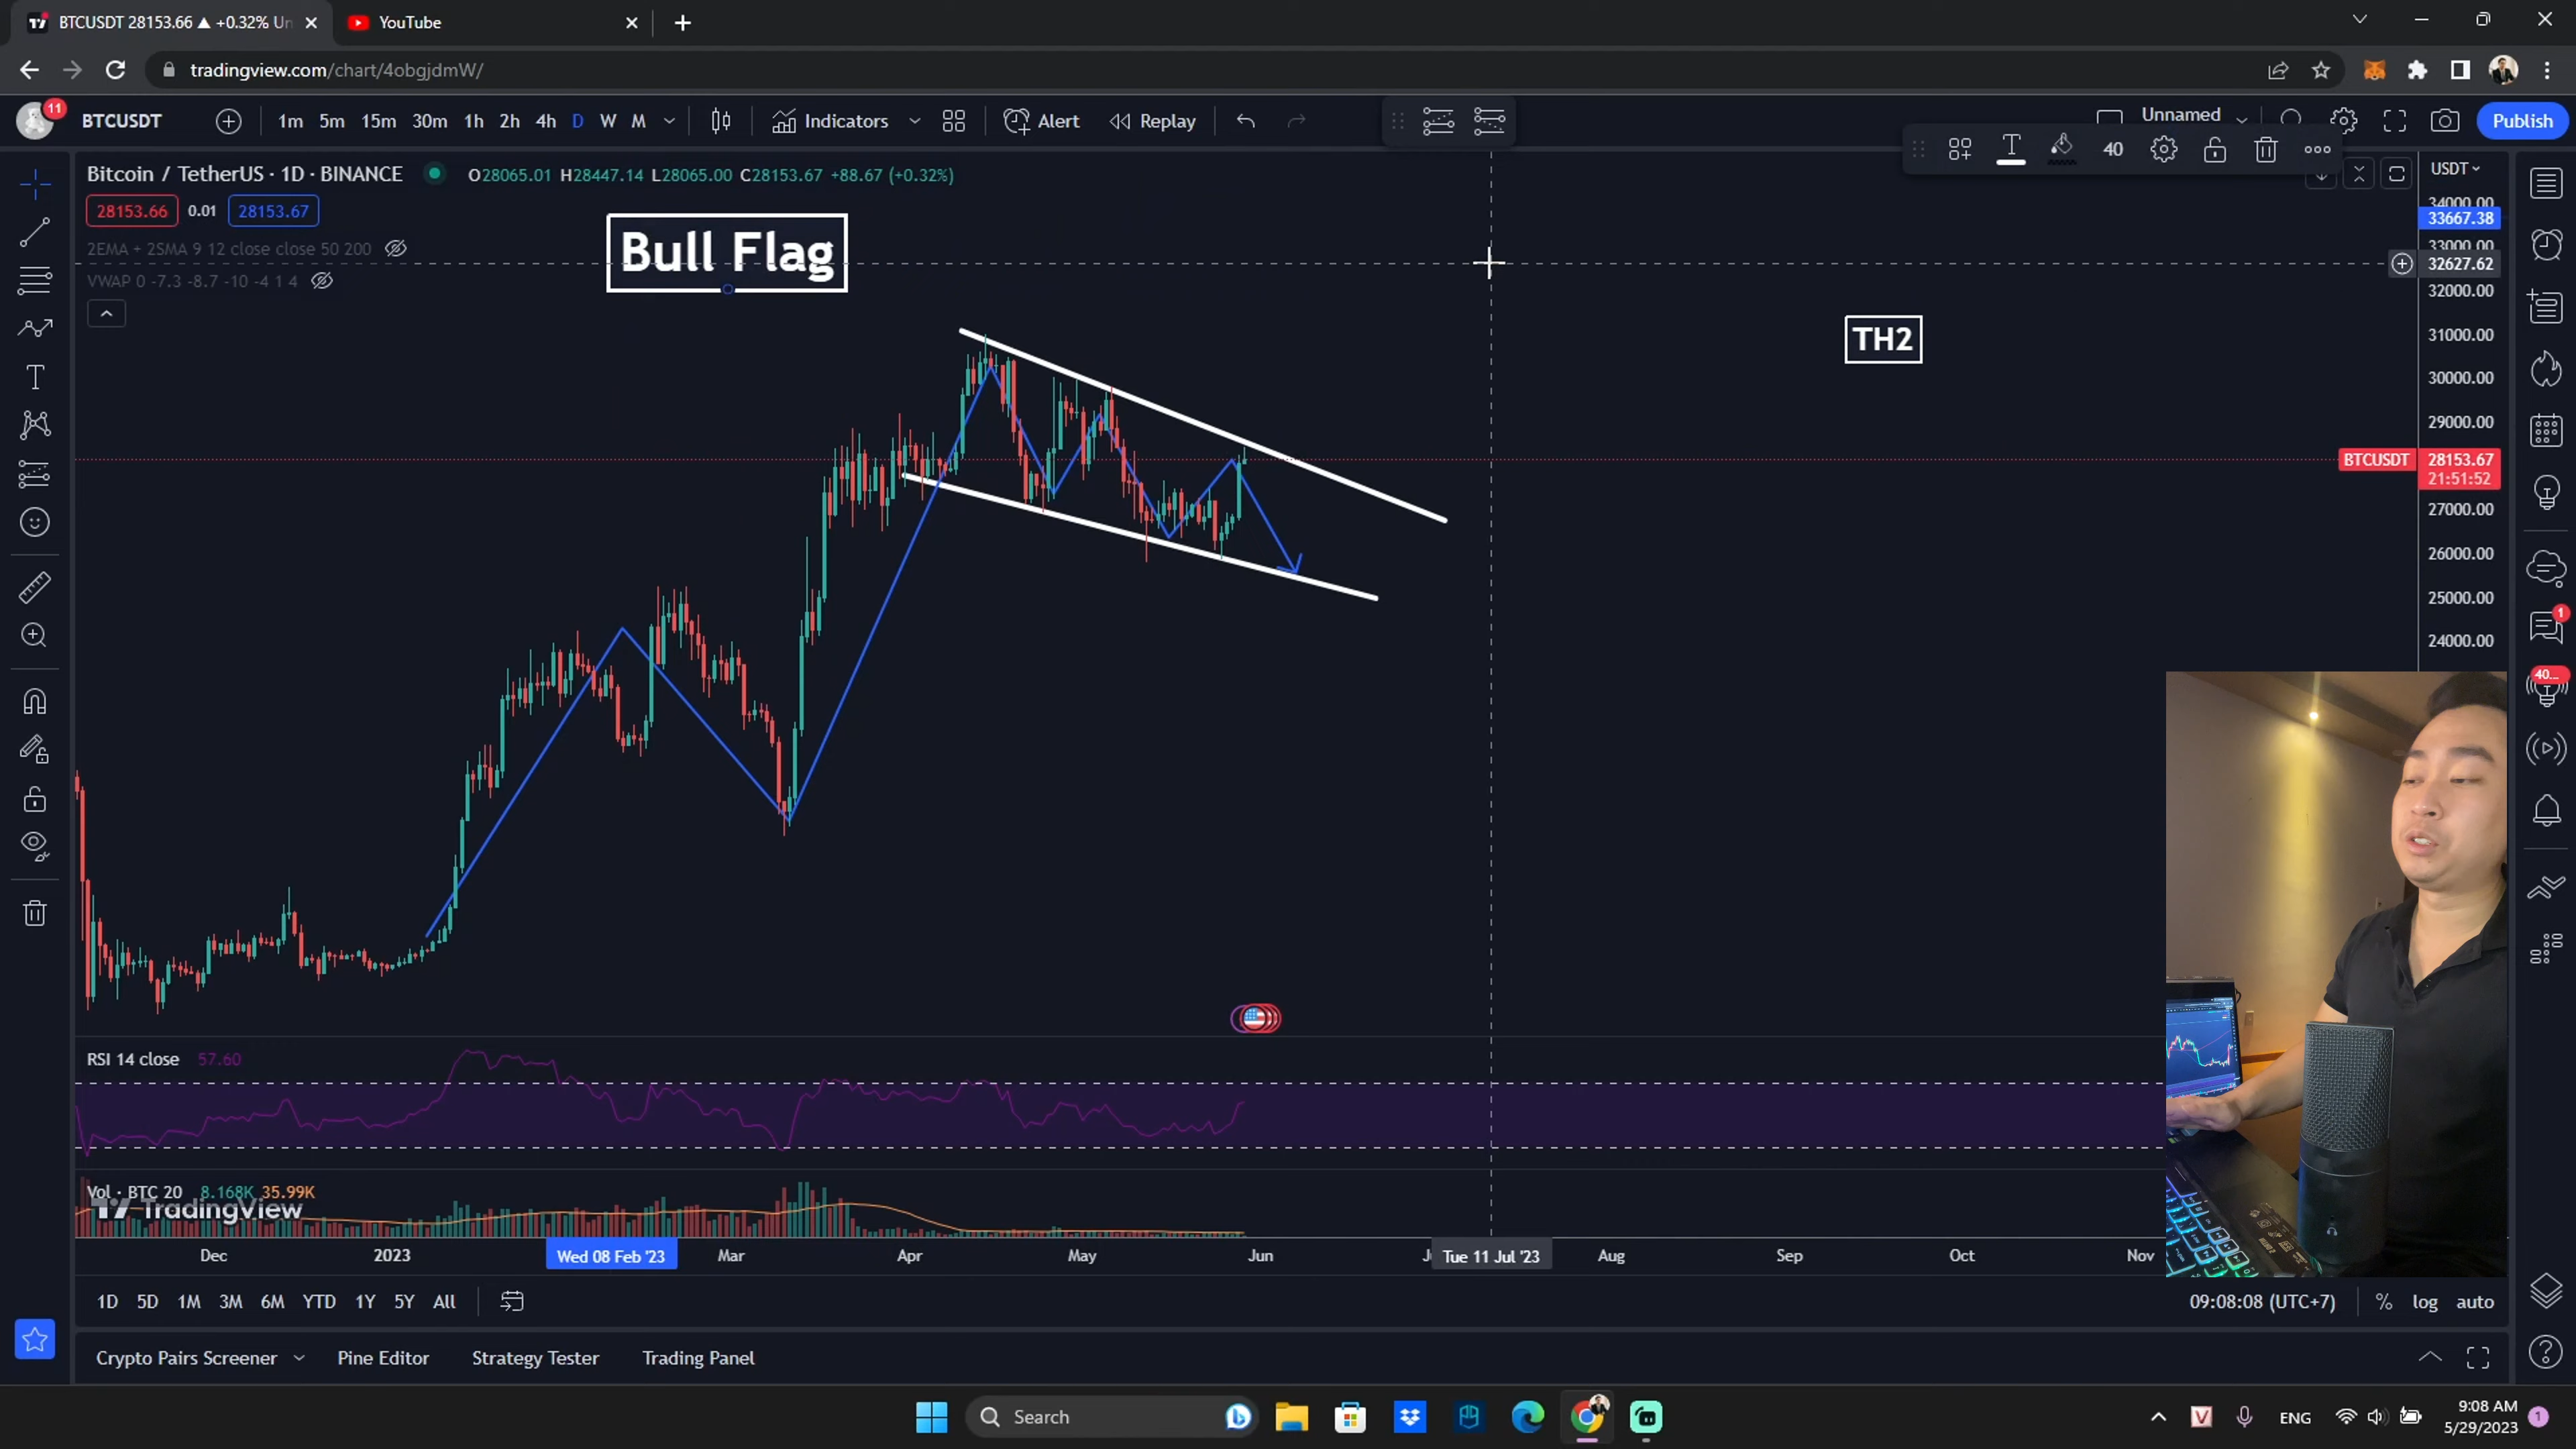 BTCUSDT 28153.66 ▲ +0.32% Un
YouTube
tradingview.com/chart/4obgjdmW/
11
BTCUSDT
1m 5m 15m 30m 1h 2h 4h D W M
Indicators
Alert
Replay
Unnamed
Publish
40
Bitcoin / TetherUS · 1D · BINANCE
O28065.01 H28447.14 L28065.00 C28153.67 +88.67 (+0.32%)
USDT
28153.66 0.01 28153.67
2EMA + 2SMA 9 12 close close 50 200
VWAP 0 -7.3 -8.7 -10 -4 1 4
Bull Flag
TH2
34000.00
33667.38
33000.00
32627.62
32000.00
31000.00
30000.00
29000.00
BTCUSDT 28153.67
21:51:52
27000.00
26000.00
25000.00
24000.00
1
40...
RSI 14 close 57.60
Vol · BTC 20 8.168K 35.99K
TradingView
Dec 2023 Wed 08 Feb '23 Mar Apr May Jun Tue 11 Jul '23 Aug Sep Oct Nov
1D 5D 1M 3M 6M YTD 1Y 5Y All
09:08:08 (UTC+7) % log auto
Crypto Pairs Screener Pine Editor Strategy Tester Trading Panel
Search
ENG
9:08 AM
5/29/2023
1